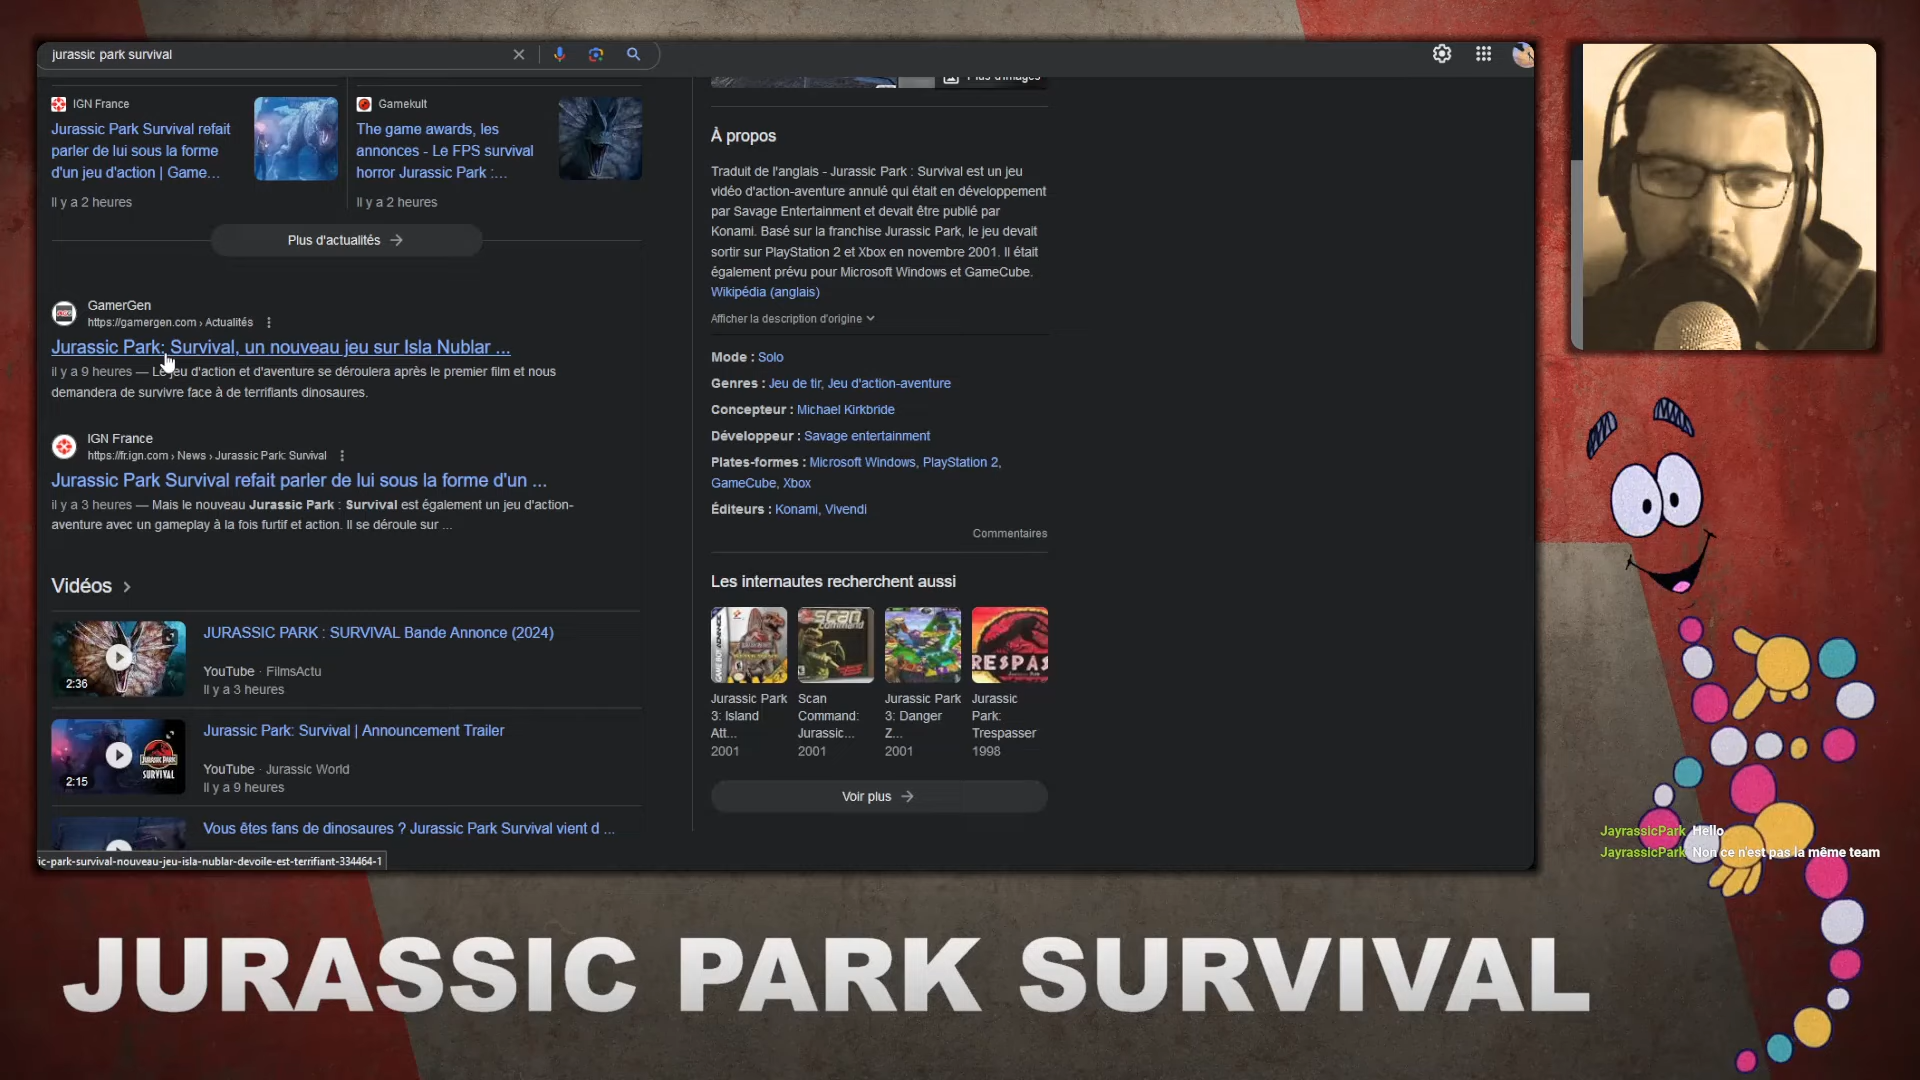 jurassic park survival
Plus d'images
IGN France
Jurassic Park Survival refait
parler de lui sous la forme
d'un jeu d'action | Game...
Il y a 2 heures
Gamekult
The game awards, les
annonces - Le FPS survival
horror Jurassic Park :...
Il y a 2 heures
Plus d'actualités
GamerGen
https://gamergen.com › Actualités
Jurassic Park: Survival, un nouveau jeu sur Isla Nublar ...
il y a 9 heures — Le jeu d'action et d'aventure se déroulera après le premier film et nous
demandera de survivre face à de terrifiants dinosaures.
IGN France
https://fr.ign.com › News › Jurassic Park: Survival
Jurassic Park Survival refait parler de lui sous la forme d'un ...
il y a 3 heures — Mais le nouveau Jurassic Park : Survival est également un jeu d'action-
aventure avec un gameplay à la fois furtif et action. Il se déroule sur ...
Vidéos
2:36
JURASSIC PARK : SURVIVAL Bande Annonce (2024)
YouTube · FilmsActu
Il y a 3 heures
JURASSIC PARK
SURVIVAL
2:15
Jurassic Park: Survival | Announcement Trailer
YouTube · Jurassic World
Il y a 9 heures
Vous êtes fans de dinosaures ? Jurassic Park Survival vient d ...
ic-park-survival-nouveau-jeu-isla-nublar-devoile-est-terrifiant-334464-1
À propos
Traduit de l'anglais - Jurassic Park : Survival est un jeu
vidéo d'action-aventure annulé qui était en développement
par Savage Entertainment et devait être publié par
Konami. Basé sur la franchise Jurassic Park, le jeu devait
sortir sur PlayStation 2 et Xbox en novembre 2001. Il était
également prévu pour Microsoft Windows et GameCube.
Wikipédia (anglais)
Afficher la description d'origine
Mode : Solo
Genres : Jeu de tir, Jeu d'action-aventure
Concepteur : Michael Kirkbride
Développeur : Savage entertainment
Plates-formes : Microsoft Windows, PlayStation 2,
GameCube, Xbox
Éditeurs : Konami, Vivendi
Commentaires
Les internautes recherchent aussi
SCAN
COMMAND
RESPAS
Jurassic Park
3: Island
Att...
2001
Scan
Command:
Jurassic...
2001
Jurassic Park
3: Danger
Z...
2001
Jurassic
Park:
Trespasser
1998
Voir plus
JayrassicPark Hello
JayrassicPark Non ce n'est pas la même team
JURASSIC PARK SURVIVAL